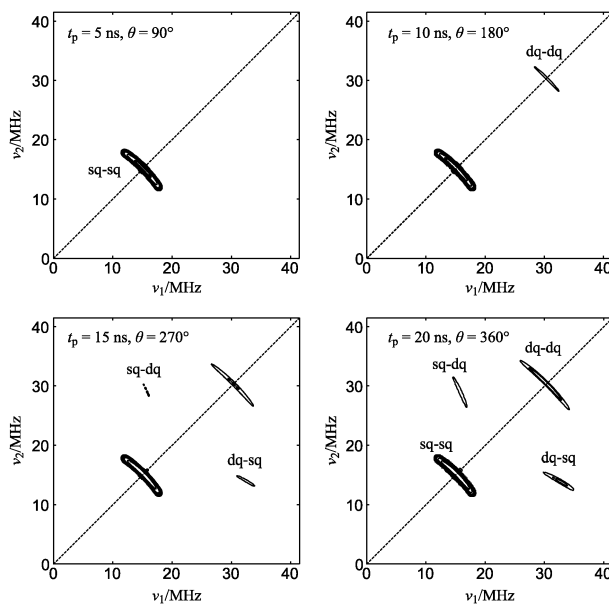 40
30
20
10
0
ν₂/MHz
tₚ = 5 ns, θ = 90°
sq-sq
0 10 20 30 40
ν₁/MHz
40
30
20
10
0
ν₂/MHz
tₚ = 10 ns, θ = 180°
dq-dq
0 10 20 30 40
ν₁/MHz
40
30
20
10
0
ν₂/MHz
tₚ = 15 ns, θ = 270°
sq-dq
dq-sq
0 10 20 30 40
ν₁/MHz
40
30
20
10
0
ν₂/MHz
tₚ = 20 ns, θ = 360°
dq-dq
sq-dq
sq-sq
dq-sq
0 10 20 30 40
ν₁/MHz